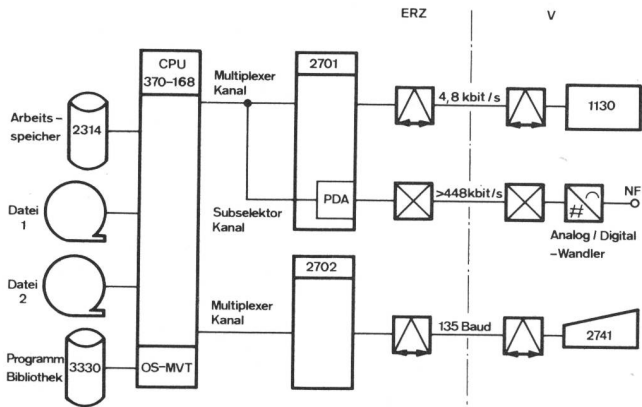 ERZ
V
CPU
370-168
Multiplexer
Kanal
2701
4,8 kbit/s
1130
Arbeits-
speicher
2314
PDA
>448kbit/s
NF
#
Subselektor
Kanal
Analog / Digital
-Wandler
Datei
1
Datei
2
2702
Multiplexer
Kanal
135 Baud
2741
Programm
Bibliothek
3330
OS-MVT